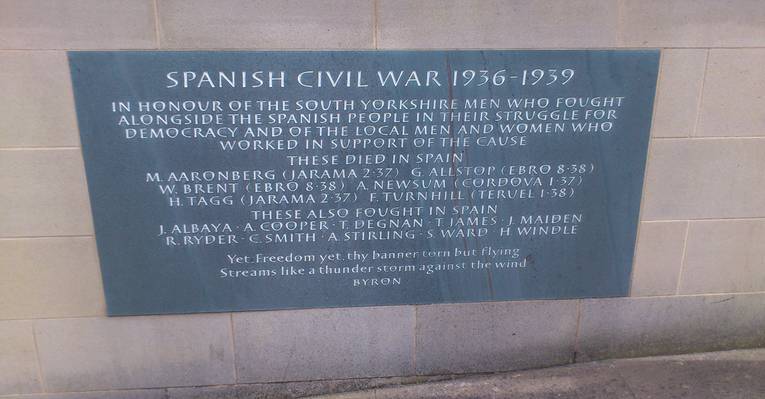 SPANISH CIVIL WAR 1936-1939
IN HONOUR OF THE SOUTH YORKSHIRE MEN WHO FOUGHT
ALONGSIDE THE SPANISH PEOPLE IN THEIR STRUGGLE FOR
DEMOCRACY AND OF THE LOCAL MEN AND WOMEN WHO
WORKED IN SUPPORT OF THE CAUSE
THESE DIED IN SPAIN
M. AARONBERG (JARAMA 2·37) G. ALLSTOP (EBRO 8·38)
W. BRENT (EBRO 8·38) A. NEWSUM (CORDOVA 1·37)
H. TAGG (JARAMA 2·37) F. TURNHILL (TERUEL 1·38)
THESE ALSO FOUGHT IN SPAIN
J. ALBAYA · A. COOPER · T. DEGNAN · T. JAMES · J. MAIDEN
R. RYDER · C. SMITH · A. STIRLING · S. WARD · H. WINDLE
Yet, Freedom yet, thy banner torn but flying
Streams like a thunder storm against the wind
BYRON